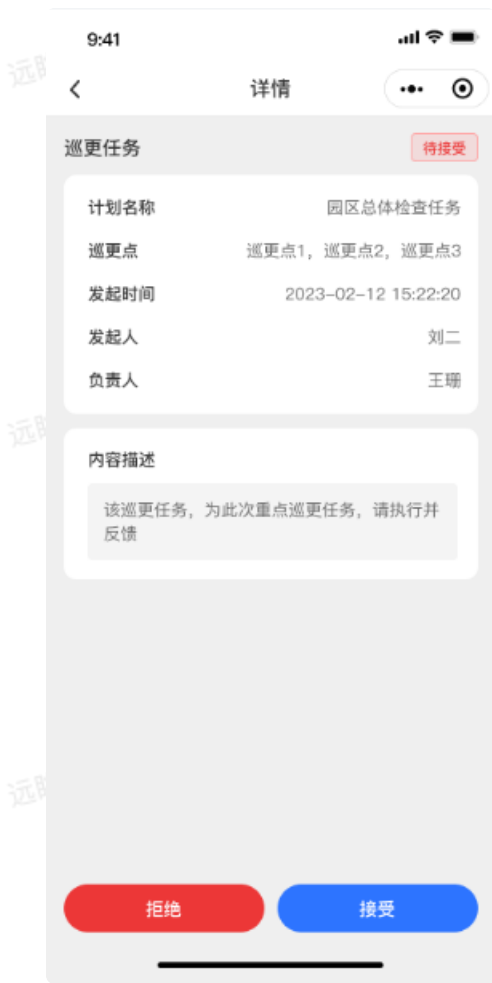 9:41
详情
巡更任务
待接受
计划名称
园区总体检查任务
巡更点
巡更点1，巡更点2，巡更点3
发起时间
2023-02-12 15:22:20
发起人
刘二
负责人
王珊
内容描述
该巡更任务，为此次重点巡更任务，请执行并
反馈
拒绝
接受